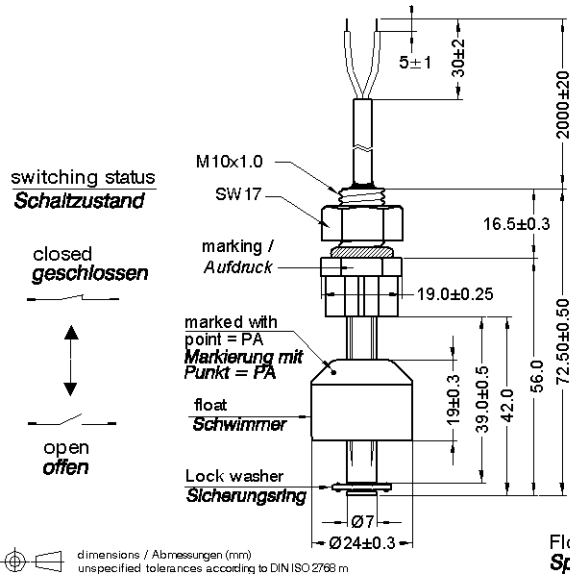 5±1
30±2
2000±20
M10x1.0
SW17
switching status
Schaltzustand
16.5±0.3
marking /
Aufdruck
closed
geschlossen
19.0±0.25
marked with
point = PA
Markierung mit
Punkt = PA
72.50±0.50
56.0
42.0
39.0±0.5
19±0.3
float
Schwimmer
open
offen
Lock washer
Sicherungsring
Ø7
Ø24±0.3
dimensions / Abmessungen (mm)
unspecified tolerances according to DIN ISO 2768 m